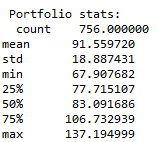 Portfolio stats:
count 756.000000
mean 91.559720
std 18.887431
min 67.907682
25% 77.715107
50% 83.091686
75% 106.732939
max 137.194999